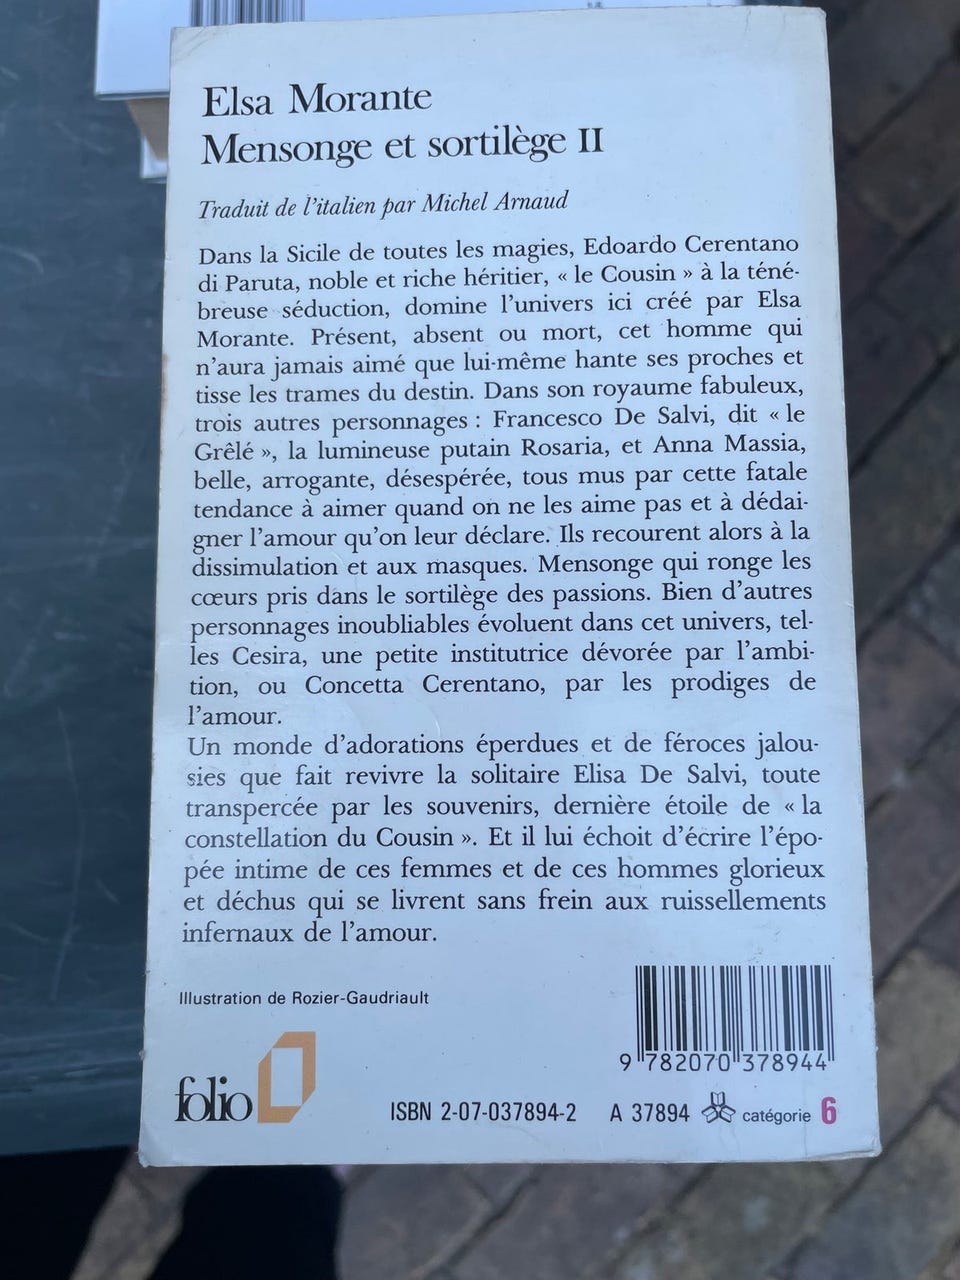 Elsa Morante
Mensonge et sortilège II
Traduit de l'italien par Michel Arnaud
Dans la Sicile de toutes les magies, Edoardo Cerentano
di Paruta, noble et riche héritier, « le Cousin » à la téné-
breuse séduction, domine l'univers ici créé par Elsa
Morante. Présent, absent ou mort, cet homme qui
n'aura jamais aimé que lui-même hante ses proches et
tisse les trames du destin. Dans son royaume fabuleux,
trois autres personnages : Francesco De Salvi, dit « le
Grêlé », la lumineuse putain Rosaria, et Anna Massia,
belle, arrogante, désespérée, tous mus par cette fatale
tendance à aimer quand on ne les aime pas et à dédai-
gner l'amour qu'on leur déclare. Ils recourent alors à la
dissimulation et aux masques. Mensonge qui ronge les
cœurs pris dans le sortilège des passions. Bien d'autres
personnages inoubliables évoluent dans cet univers, tel-
les Cesira, une petite institutrice dévorée par l'ambi-
tion, ou Concetta Cerentano, par les prodiges de
l'amour.
Un monde d'adorations éperdues et de féroces jalou-
sies que fait revivre la solitaire Elisa De Salvi, toute
transpercée par les souvenirs, dernière étoile de « la
constellation du Cousin ». Et il lui échoit d'écrire l'épo-
pée intime de ces femmes et de ces hommes glorieux
et déchus qui se livrent sans frein aux ruissellements
infernaux de l'amour.
Illustration de Rozier-Gaudriault
9 782070 378944
folio
ISBN 2-07-037894-2 A 37894 catégorie 6